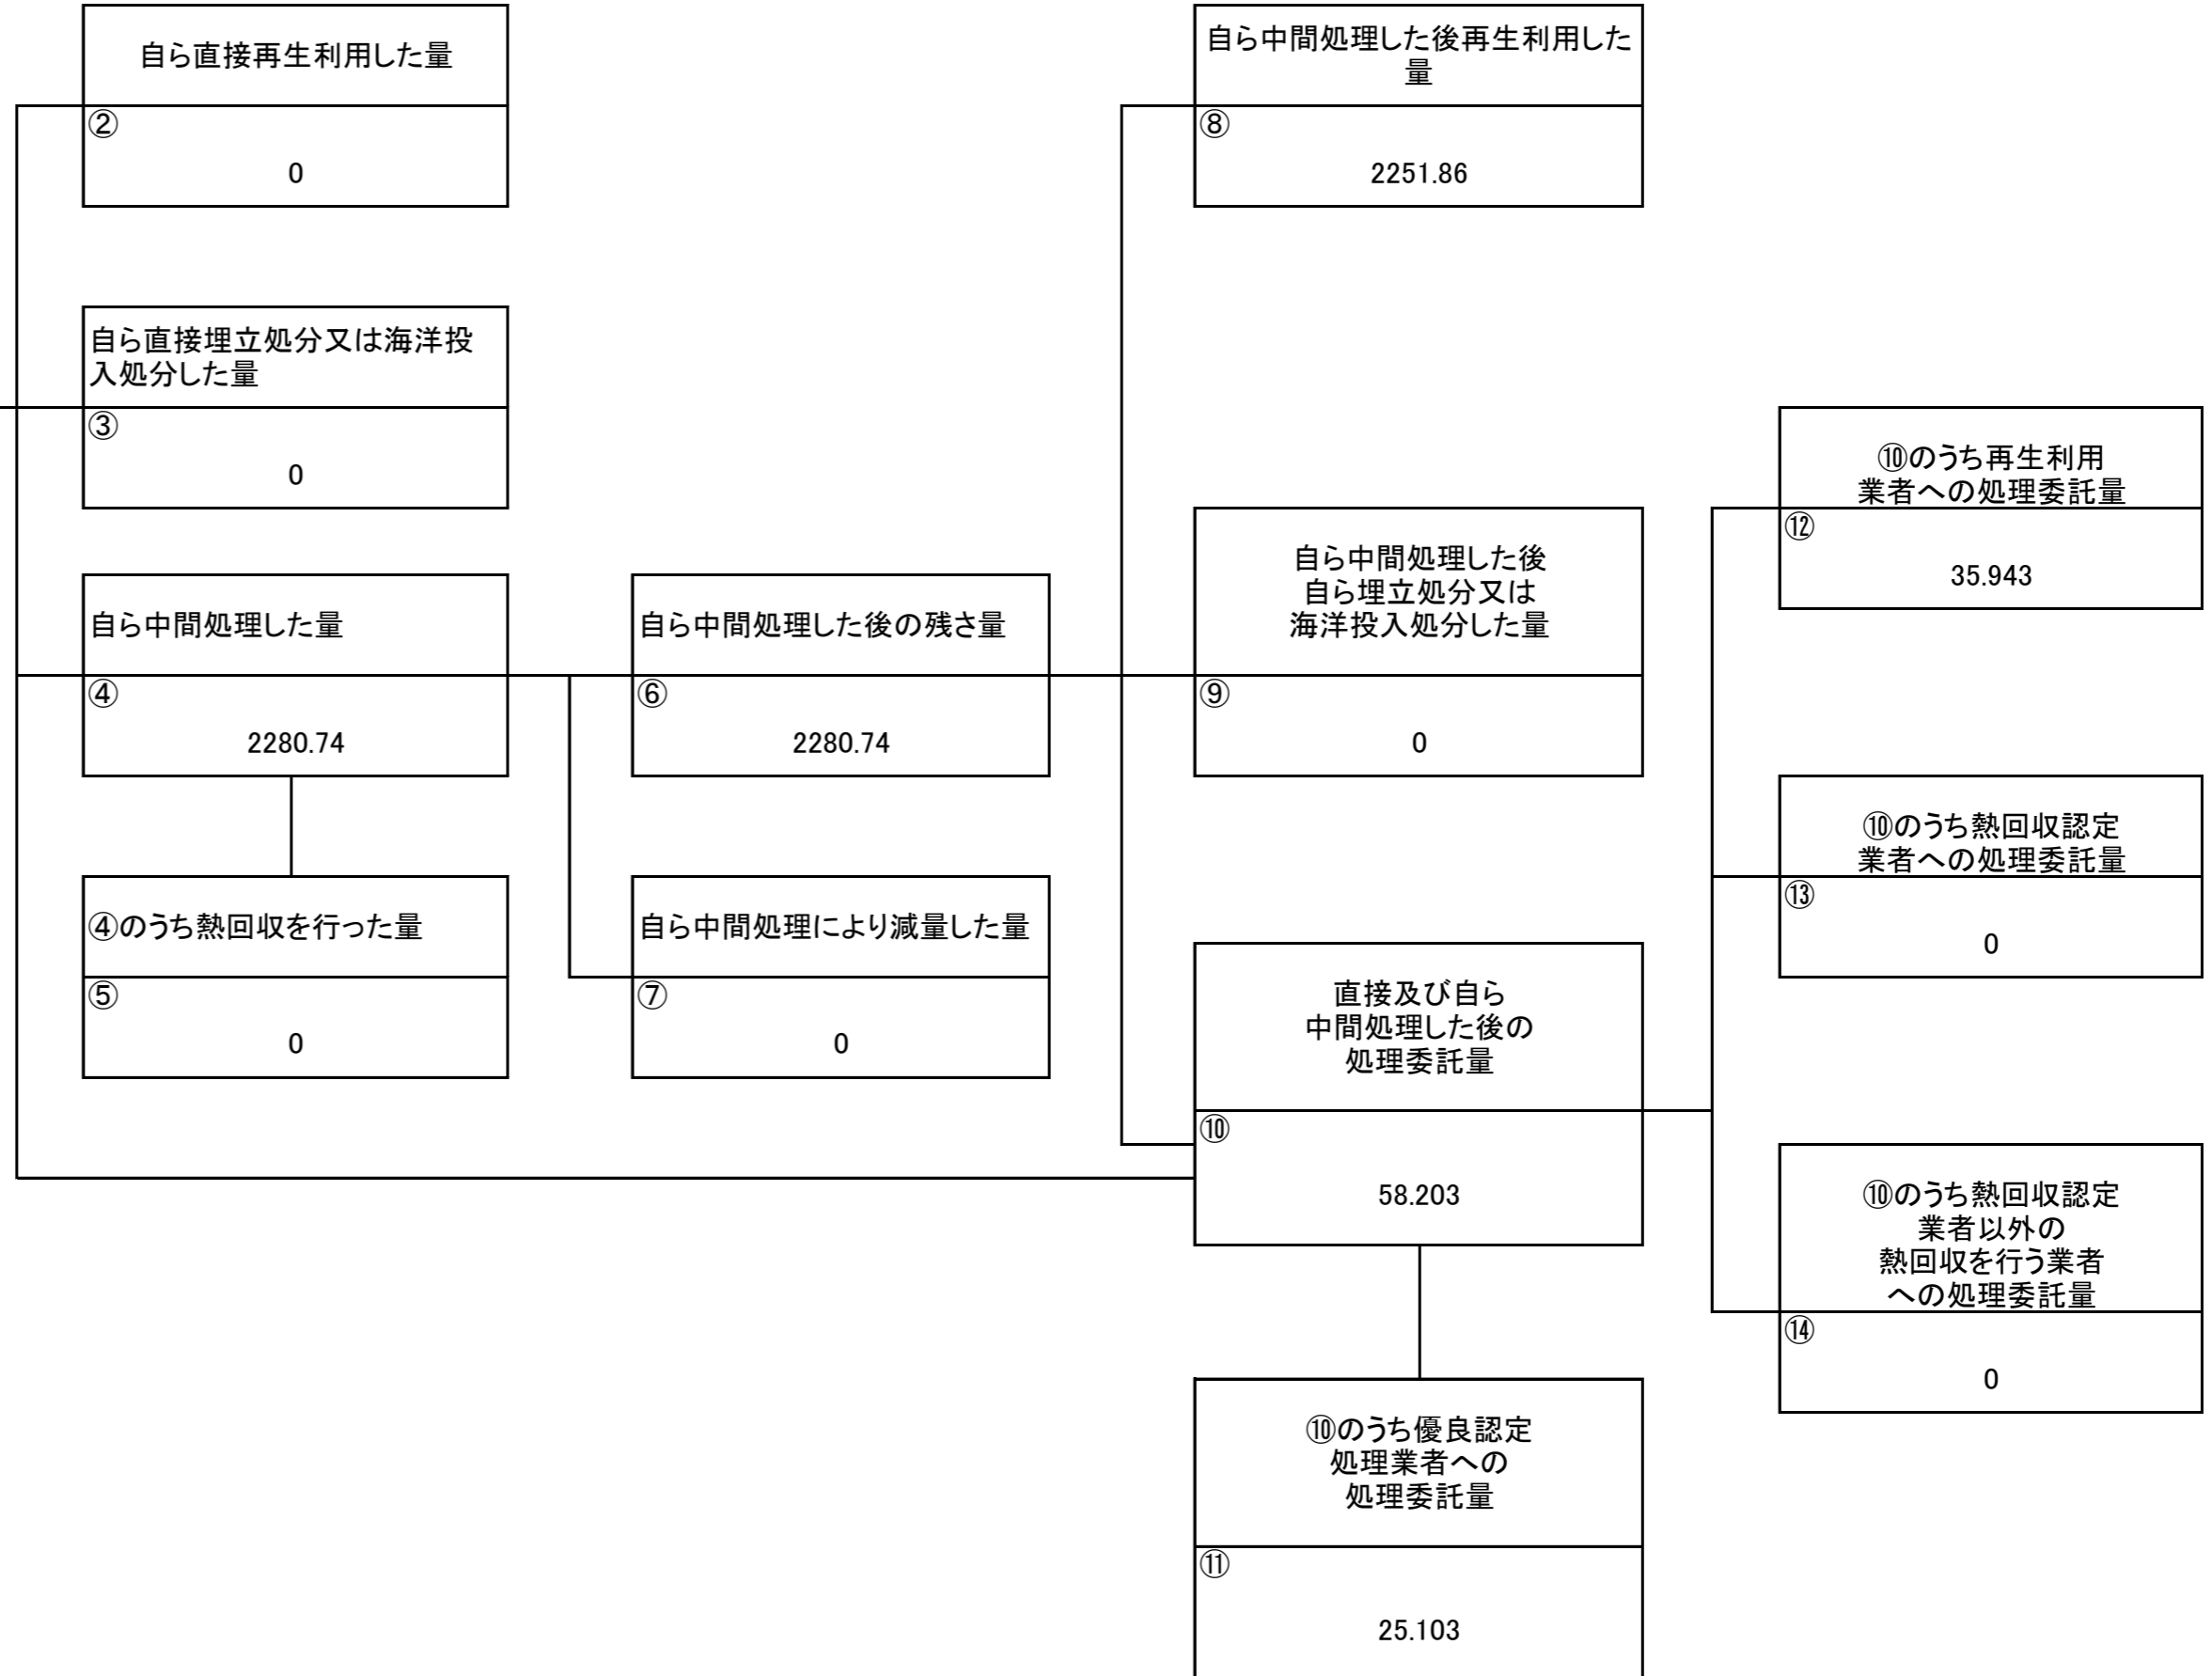 自ら直接再生利用した量
②
0
自ら直接埋立処分又は海洋投
入処分した量
③
0
自ら中間処理した量
④
2280.74
④のうち熱回収を行った量
⑤
0
自ら中間処理した後の残さ量
⑥
2280.74
自ら中間処理により減量した量
⑦
0
自ら中間処理した後再生利用した
量
⑧
2251.86
自ら中間処理した後
自ら埋立処分又は
海洋投入処分した量
⑨
0
直接及び自ら
中間処理した後の
処理委託量
⑩
58.203
⑩のうち優良認定
処理業者への
処理委託量
⑪
25.103
⑩のうち再生利用
業者への処理委託量
⑫
35.943
⑩のうち熱回収認定
業者への処理委託量
⑬
0
⑩のうち熱回収認定
業者以外の
熱回収を行う業者
への処理委託量
⑭
0